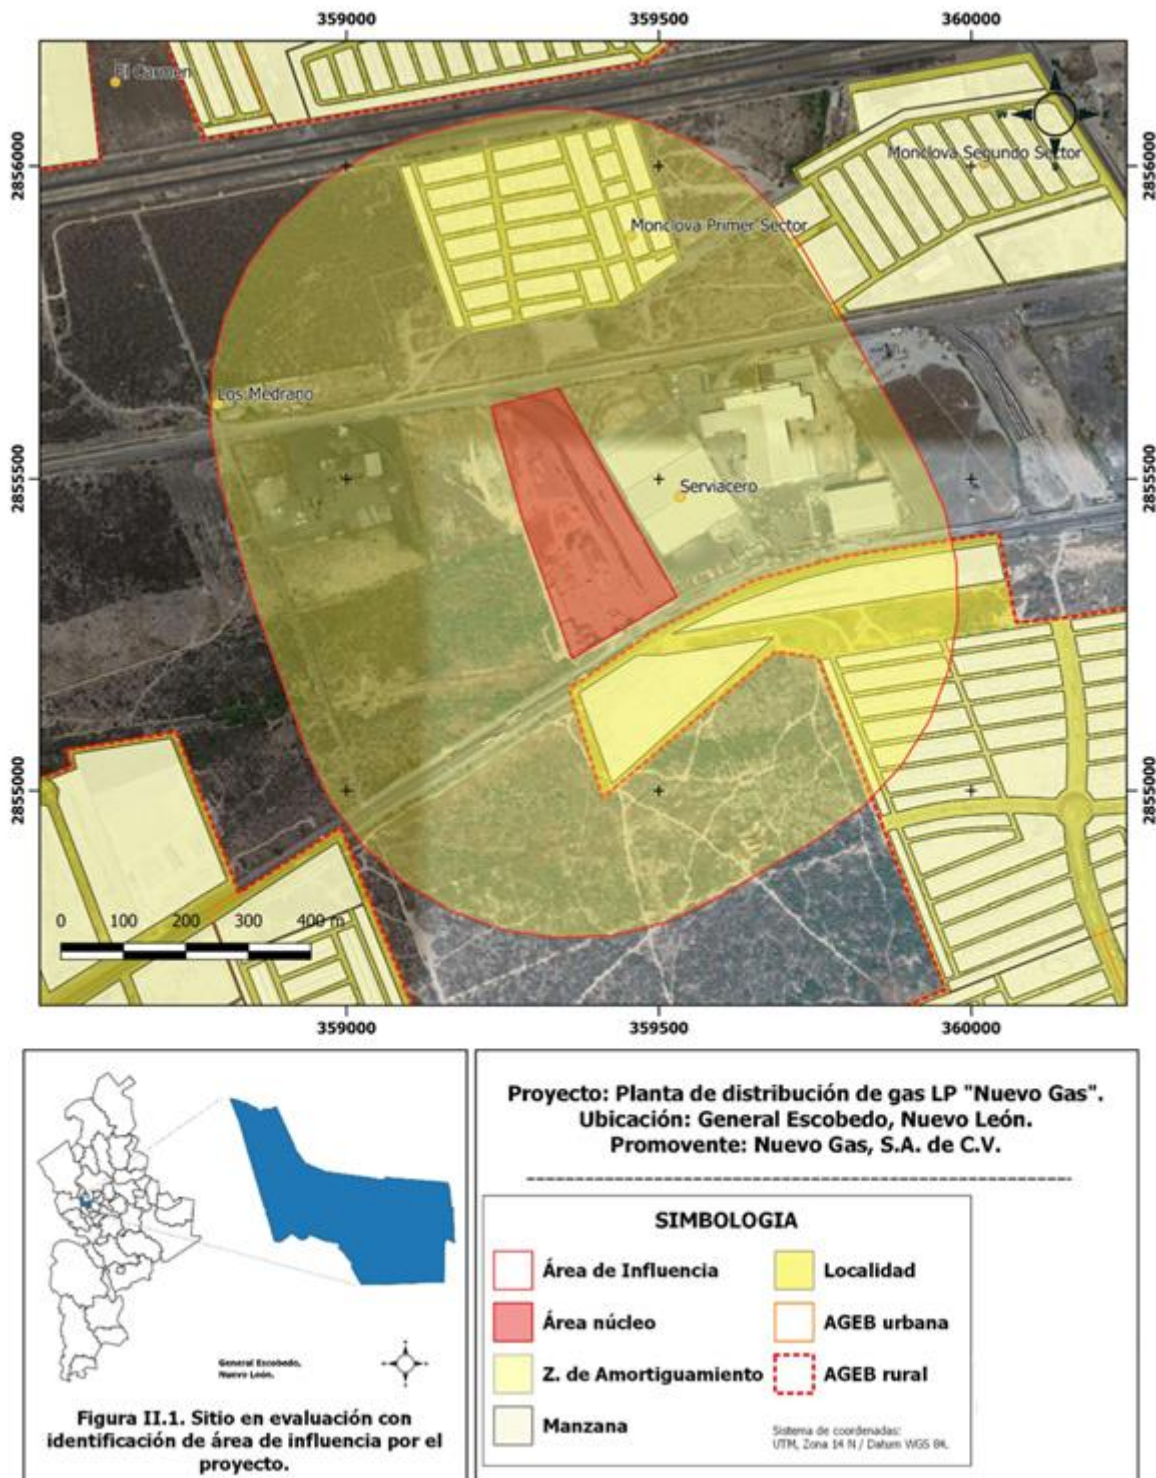 359000
359500
360000
El Carmen
N
W
E
Monclova Segundo Sector
2856000
2856000
Monclova Primer Sector
Los Medrano
2855500
2855500
Serviacero
2855000
2855000
0 100 200 300 400 m
359000
359500
360000
General Escobedo,
Nuevo León.
Figura II.1. Sitio en evaluación con
identificación de área de influencia por el
proyecto.
Proyecto: Planta de distribución de gas LP "Nuevo Gas".
Ubicación: General Escobedo, Nuevo León.
Promovente: Nuevo Gas, S.A. de C.V.
SIMBOLOGIA
Área de Influencia
Área núcleo
Z. de Amortiguamiento
Manzana
Localidad
AGEB urbana
AGEB rural
Sistema de coordenadas:
UTM, Zona 14 N / Datum WGS 84.